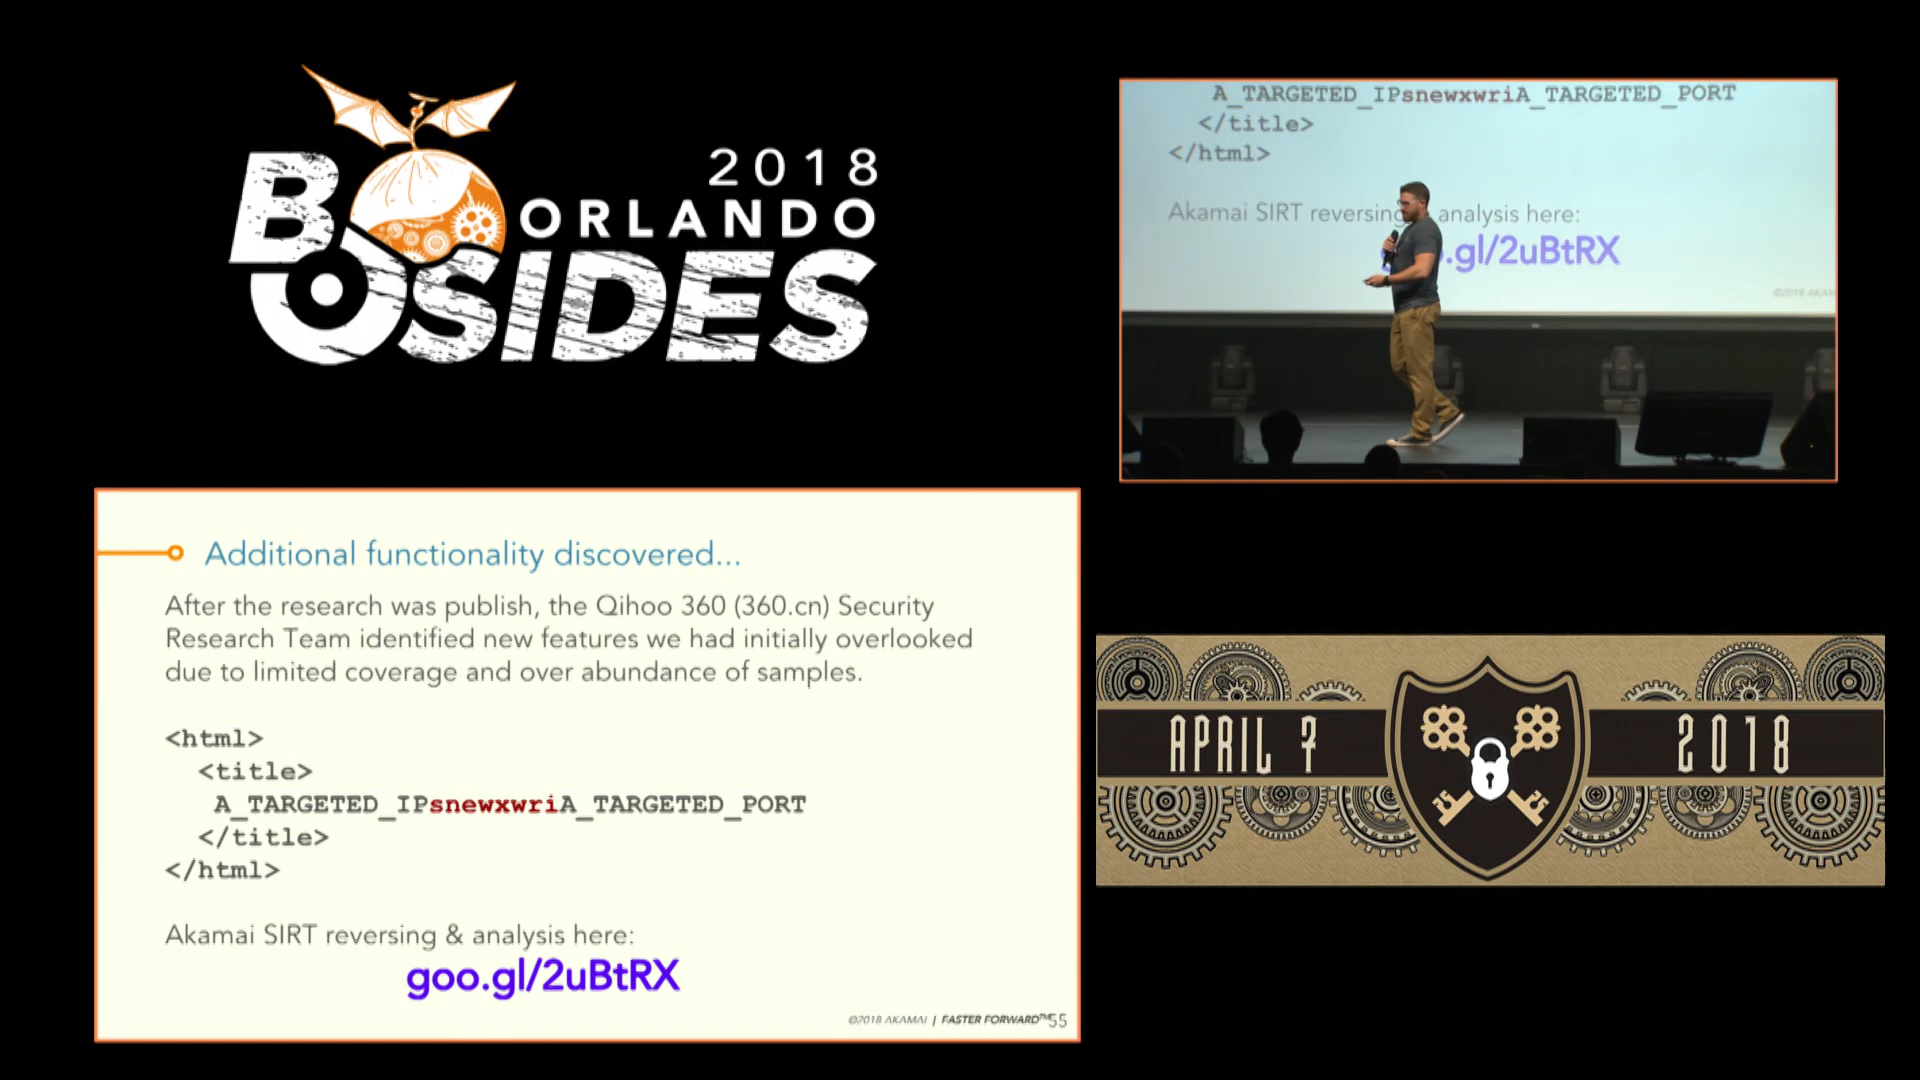 2018
ORLANDO
BSIDES
A_TARGETED_IPsnewxwriA_TARGETED_PORT
</title>
</html>
Akamai SIRT reversing analysis here:
.gl/2uBtRX
©2018 AKAM
Additional functionality discovered...
After the research was publish, the Qihoo 360 (360.cn) Security
Research Team identified new features we had initially overlooked
due to limited coverage and over abundance of samples.
<html>
<title>
A_TARGETED_IPsnewxwriA_TARGETED_PORT
</title>
</html>
Akamai SIRT reversing & analysis here:
goo.gl/2uBtRX
©2018 AKAMAI | FASTER FORWARD™ 55
APRIL 7 2018